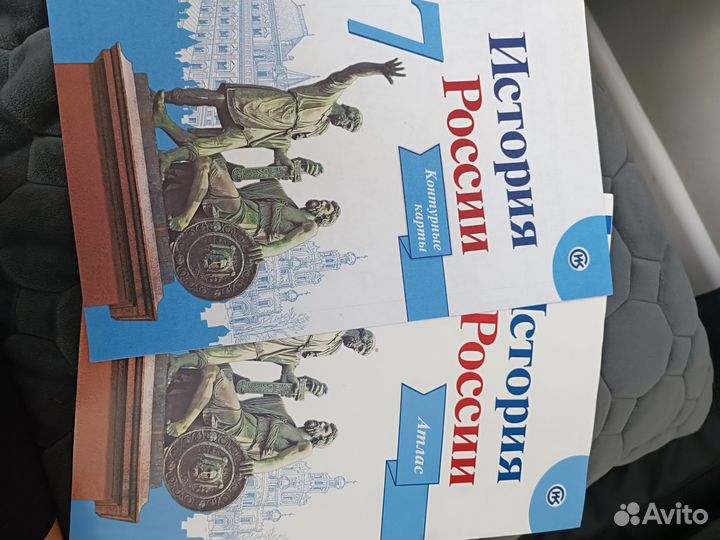 7
История
России
Контурные
карты
История
России
Атлас
Avito